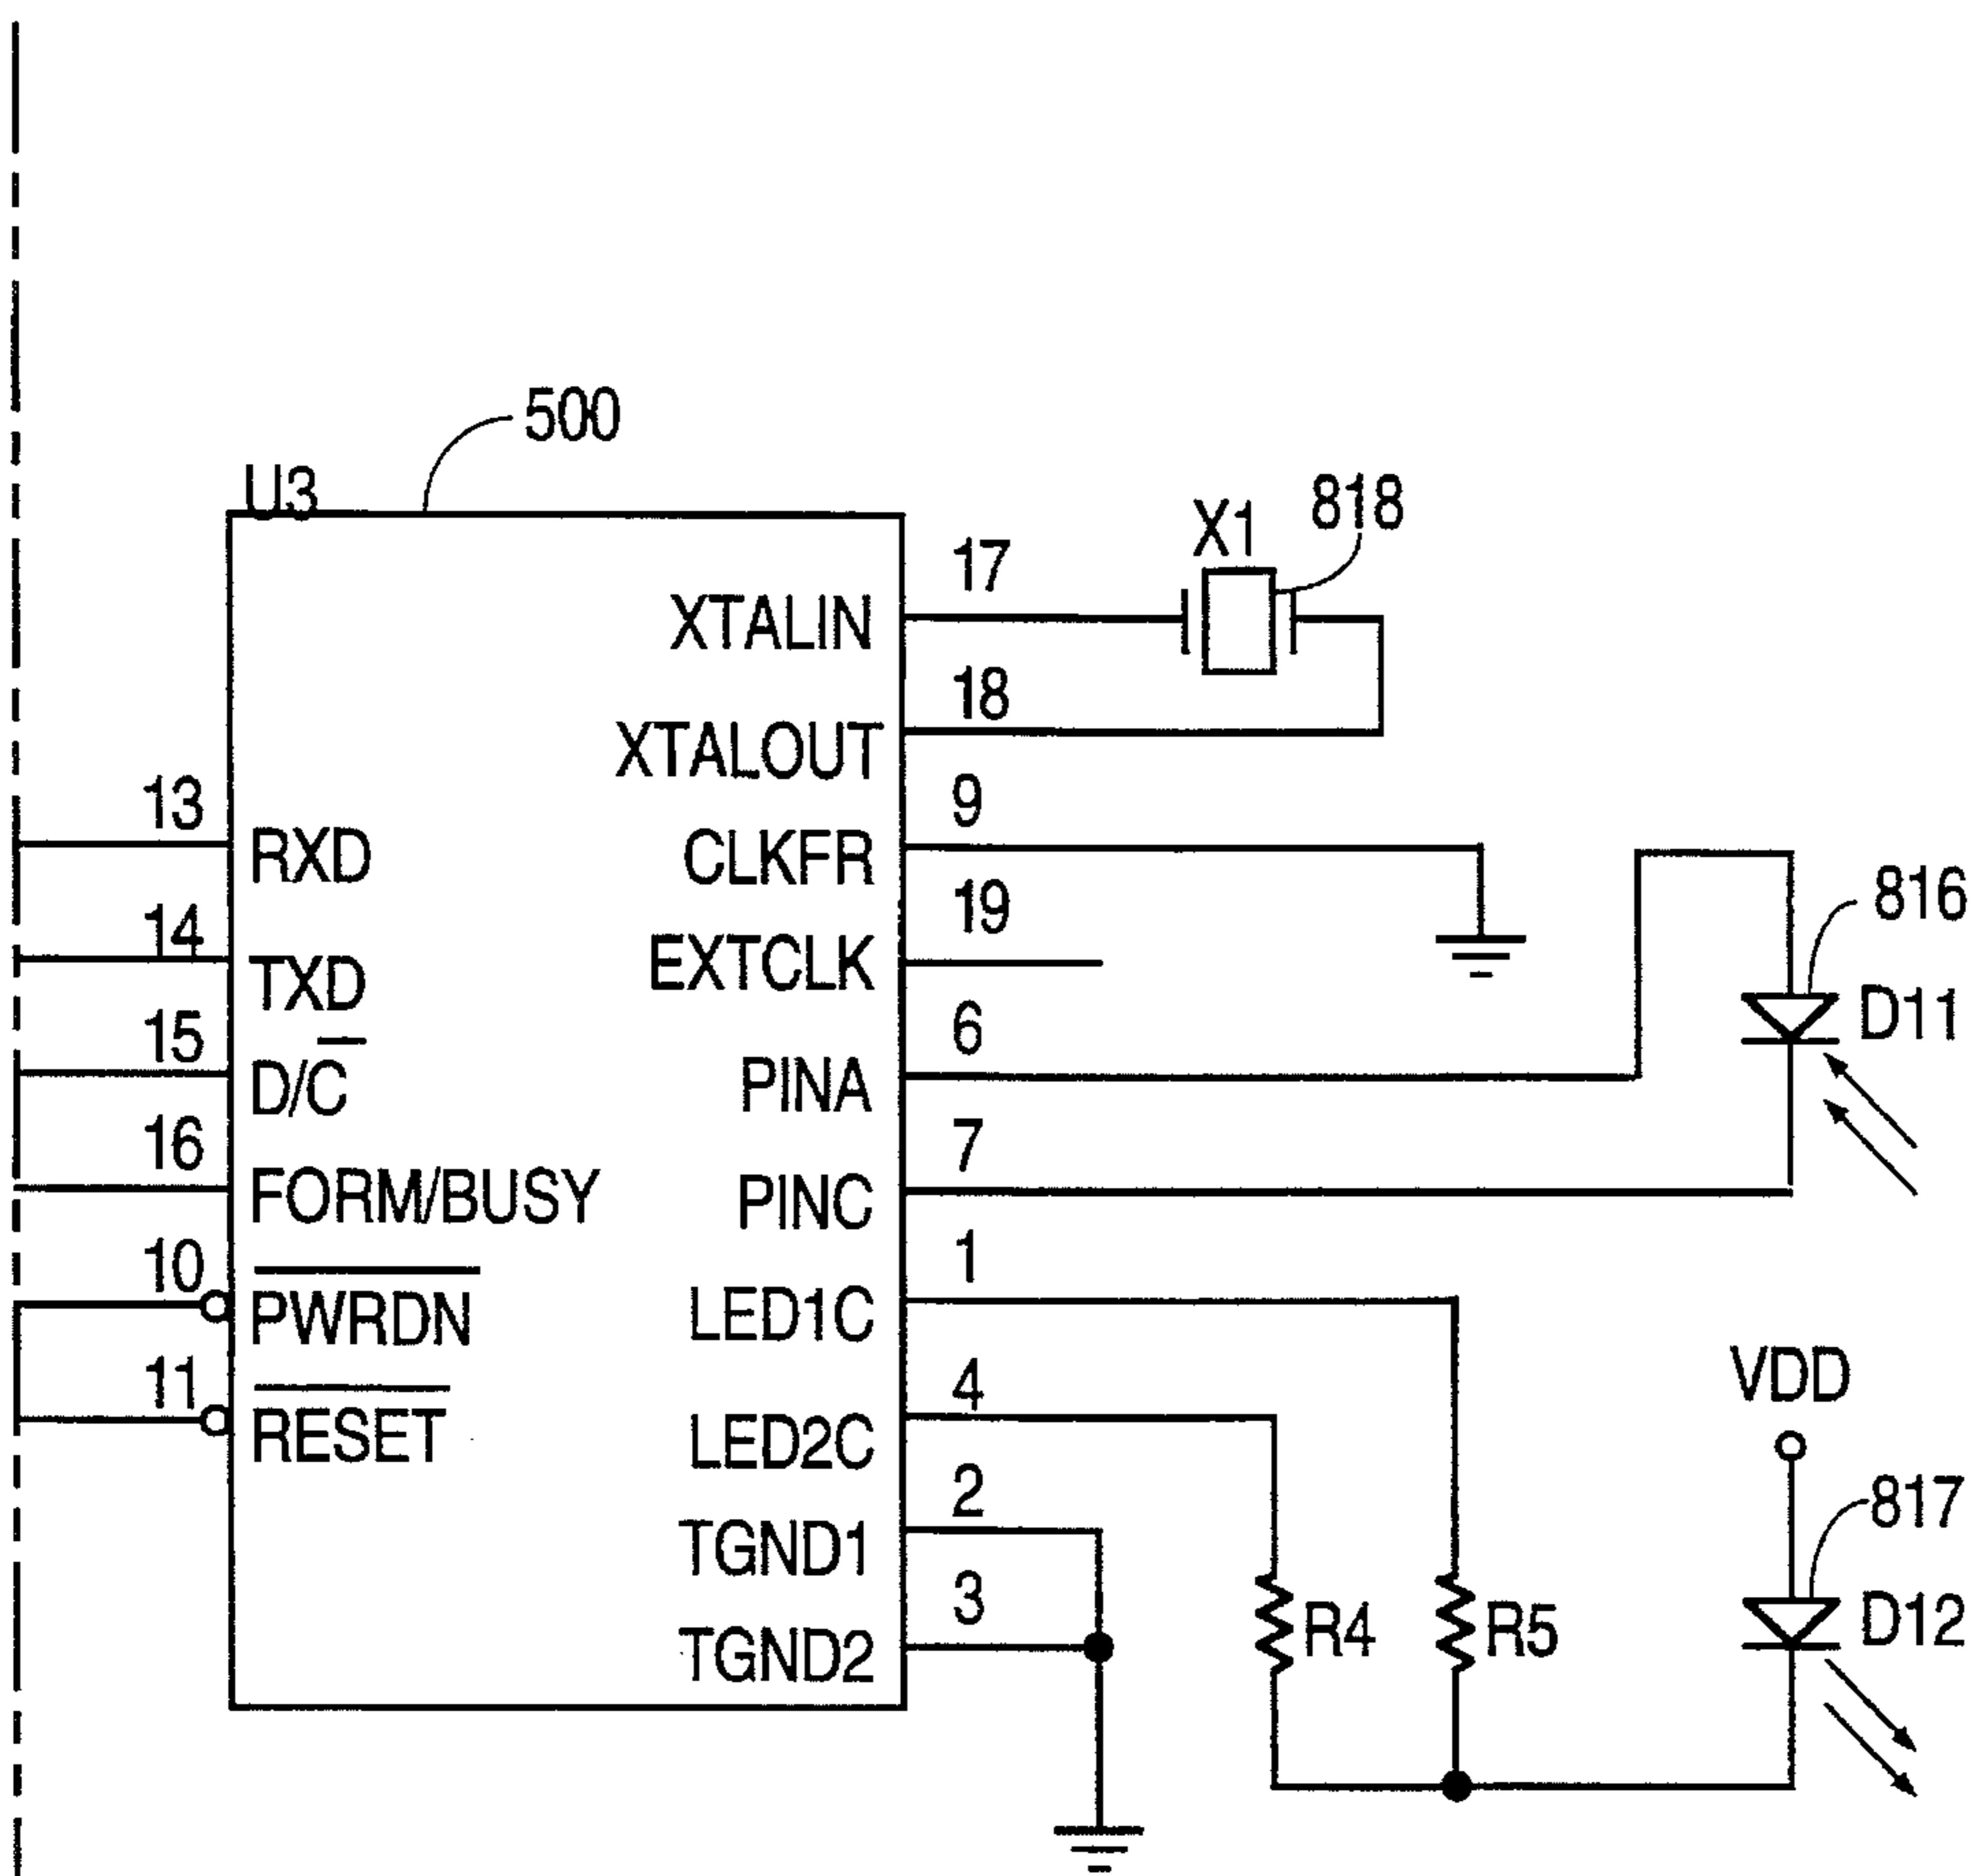 500
U3
X1
818
17
XTALIN
18
XTALOUT
9
CLKFR
19
EXTCLK
6
PINA
7
PINC
1
LED1C
4
LED2C
2
TGND1
3
TGND2
13
RXD
14
TXD
15
D/C̅
16
FORM/BUSY
10
P̅W̅R̅D̅N̅
11
R̅E̅S̅E̅T̅
816
D11
VDD
817
D12
R4
R5